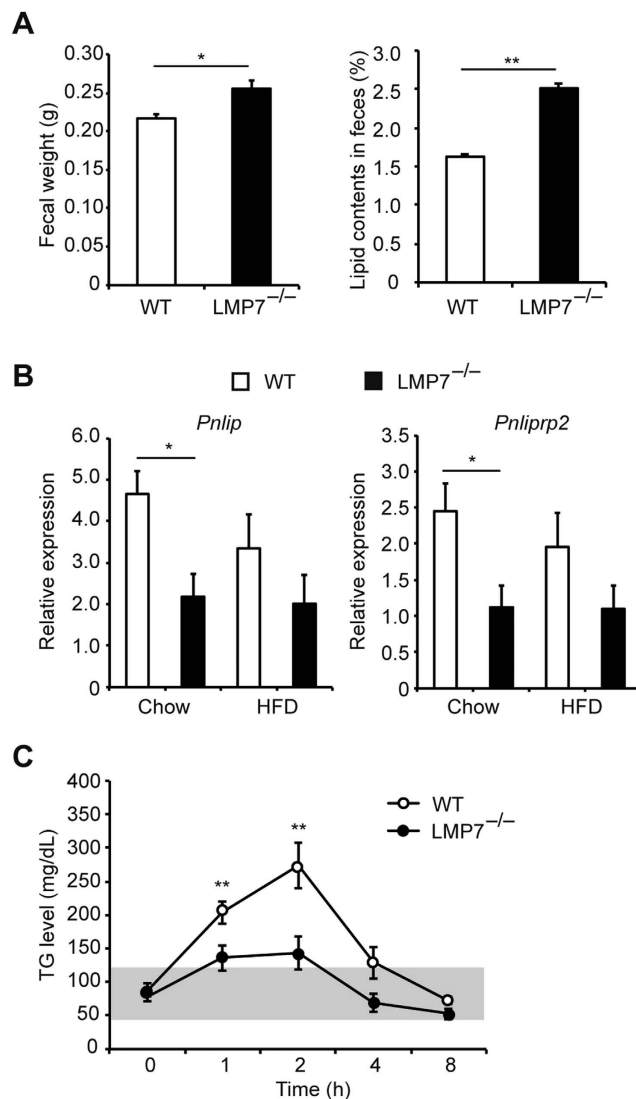 A
*
**
Fecal weight (g)
0.30
0.25
0.20
0.15
0.10
0.05
0
WT
LMP7–/–
Lipid contents in feces (%)
3.0
2.5
2.0
1.5
1.0
0.5
0
WT
LMP7–/–
B
WT
LMP7–/–
Pnlip
*
Relative expression
6.0
5.0
4.0
3.0
2.0
1.0
0
Chow
HFD
Pnliprp2
*
Relative expression
3.5
3.0
2.5
2.0
1.5
1.0
0.5
0
Chow
HFD
C
TG level (mg/dL)
400
350
300
250
200
150
100
50
0
**
**
WT
LMP7–/–
0
1
2
4
8
Time (h)